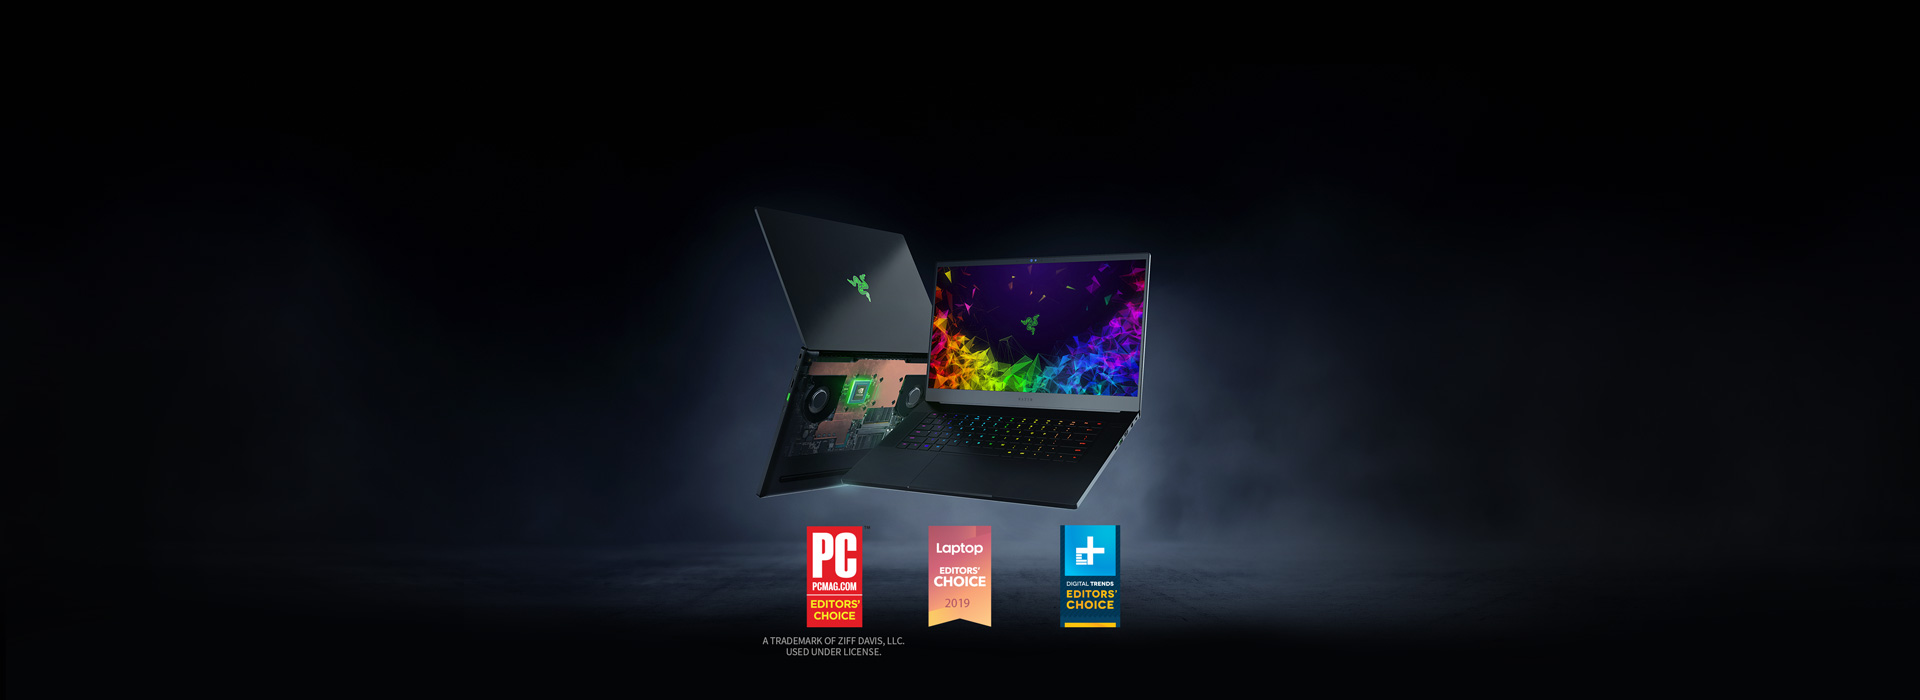 PC
™
PCMAG.COM
EDITORS'
CHOICE
A TRADEMARK OF ZIFF DAVIS, LLC.
USED UNDER LICENSE.
Laptop
EDITORS'
CHOICE
2019
DIGITAL TRENDS
EDITORS'
CHOICE